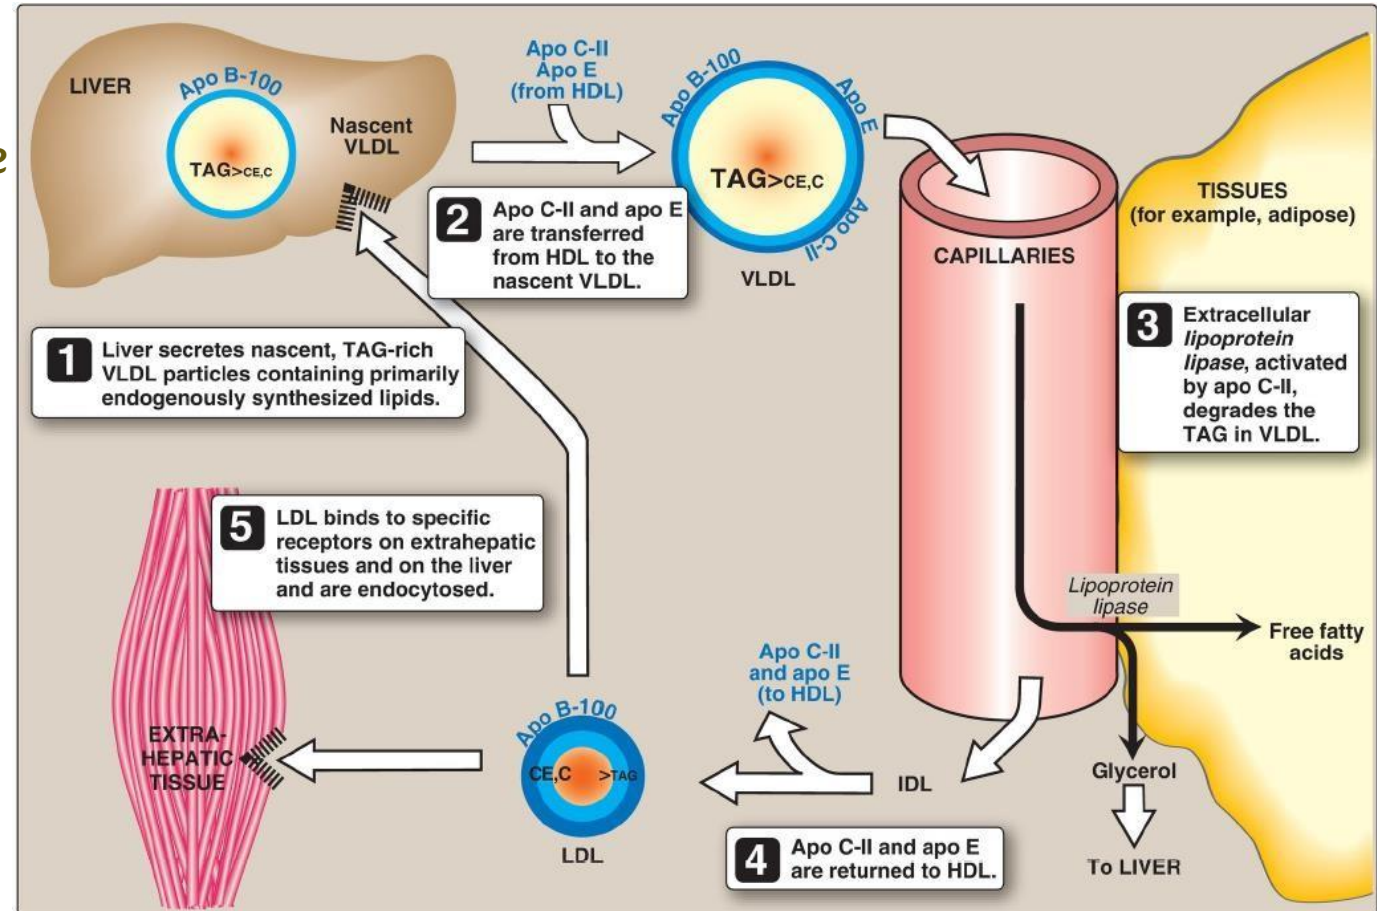 LIVER
Apo B-100
TAG>CE,C
Nascent
VLDL
Apo C-II
Apo E
(from HDL)
Apo B-100
Apo E
Apo C-II
TAG>CE,C
VLDL
2 Apo C-II and apo E
are transferred
from HDL to the
nascent VLDL.
CAPILLARIES
TISSUES
(for example, adipose)
1 Liver secretes nascent, TAG-rich
VLDL particles containing primarily
endogenously synthesized lipids.
3 Extracellular
lipoprotein
lipase, activated
by apo C-II,
degrades the
TAG in VLDL.
5 LDL binds to specific
receptors on extrahepatic
tissues and on the liver
and are endocytosed.
Lipoprotein
lipase
Free fatty
acids
Apo C-II
and apo E
(to HDL)
EXTRA-
HEPATIC
TISSUE
Apo B-100
CE,C >TAG
LDL
IDL
Glycerol
To LIVER
4 Apo C-II and apo E
are returned to HDL.